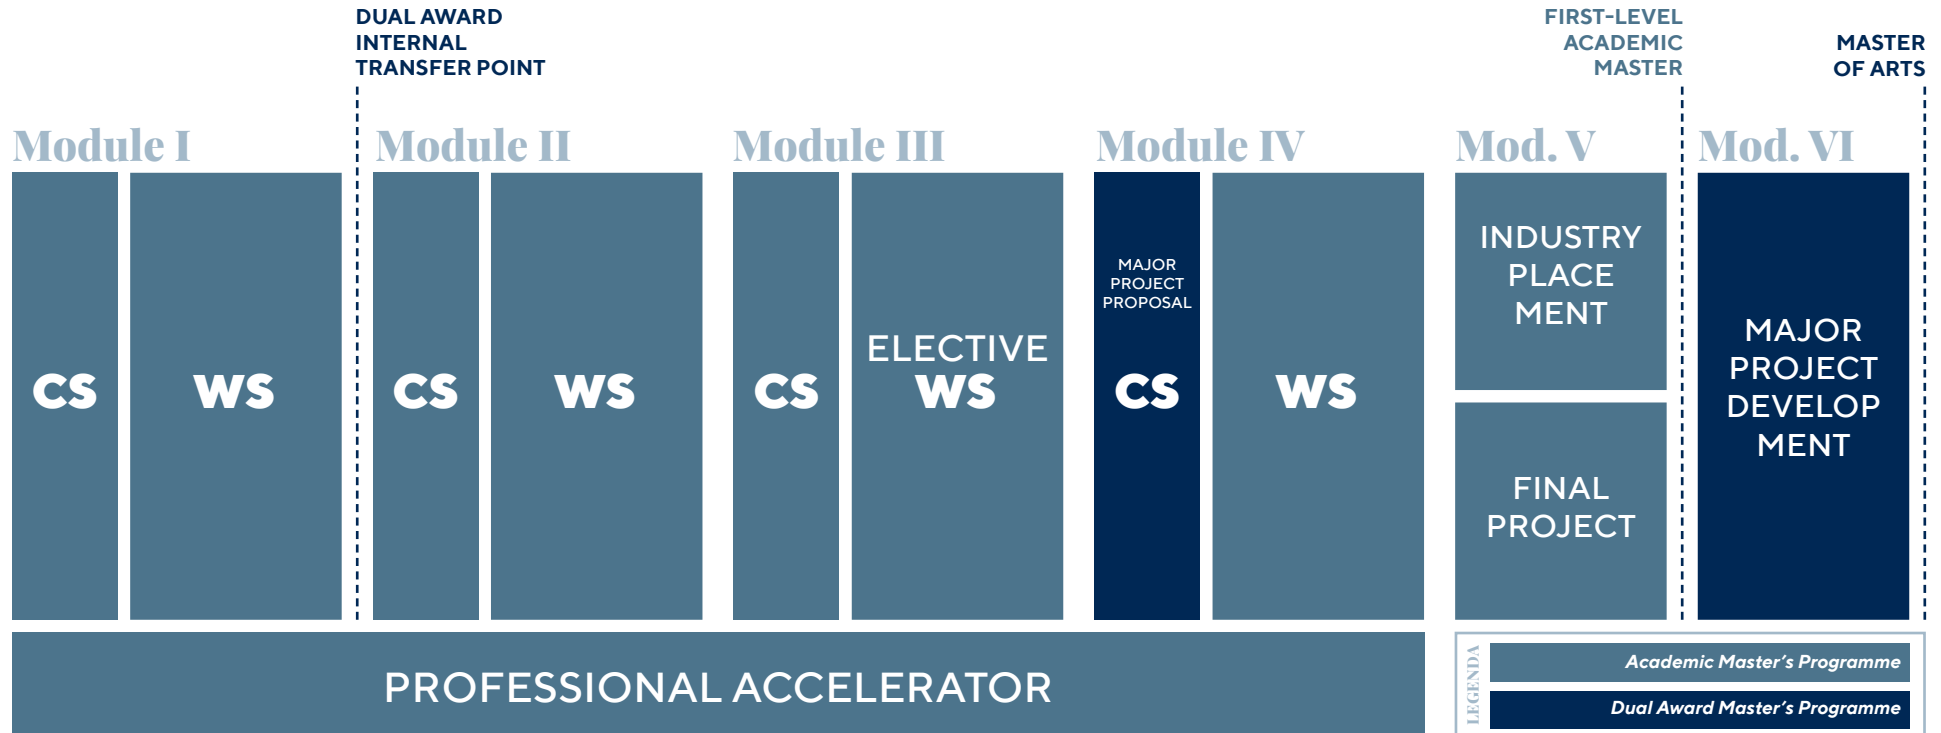 DUAL AWARD
INTERNAL
TRANSFER POINT
FIRST-LEVEL
ACADEMIC
MASTER
MASTER
OF ARTS
Module I
Module II
Module III
Module IV
Mod. V
Mod. VI
CS
WS
CS
WS
CS
ELECTIVE
WS
MAJOR
PROJECT
PROPOSAL
CS
WS
INDUSTRY
PLACE
MENT
FINAL
PROJECT
MAJOR
PROJECT
DEVELOP
MENT
PROFESSIONAL ACCELERATOR
LEGENDA
Academic Master's Programme
Dual Award Master's Programme